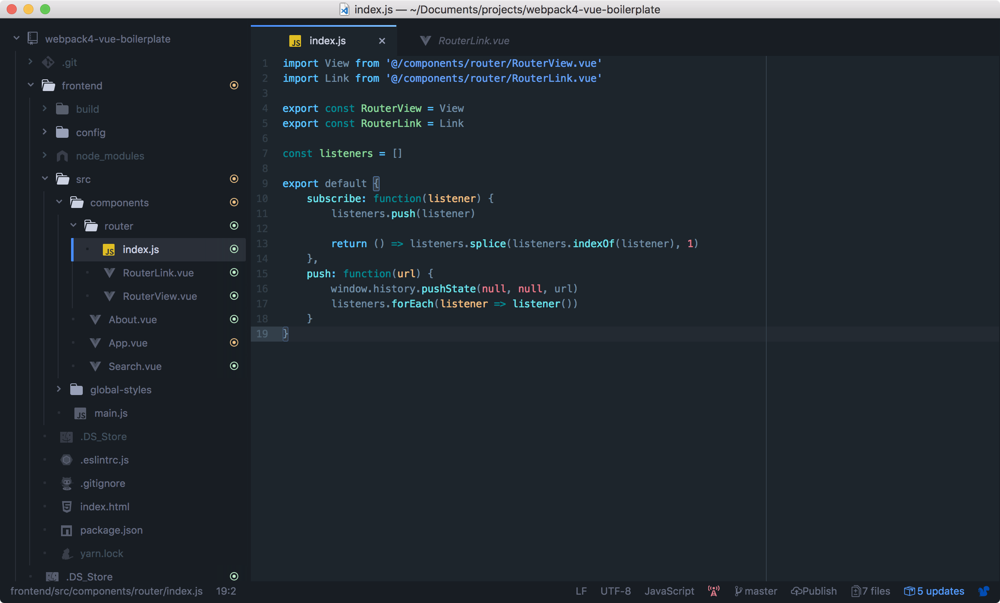 index.js — ~/Documents/projects/webpack4-vue-boilerplate
webpack4-vue-boilerplate
.git
frontend
build
config
node_modules
src
components
router
JS index.js
RouterLink.vue
RouterView.vue
About.vue
App.vue
Search.vue
global-styles
JS main.js
.DS_Store
.eslintrc.js
.gitignore
index.html
package.json
yarn.lock
.DS_Store
JS index.js ×
RouterLink.vue
1 import View from '@/components/router/RouterView.vue'
2 import Link from '@/components/router/RouterLink.vue'
3
4 export const RouterView = View
5 export const RouterLink = Link
6
7 const listeners = []
8
9 export default {
10     subscribe: function(listener) {
11         listeners.push(listener)
12
13         return () => listeners.splice(listeners.indexOf(listener), 1)
14     },
15     push: function(url) {
16         window.history.pushState(null, null, url)
17         listeners.forEach(listener => listener())
18     }
19 }
frontend/src/components/router/index.js 19:2 LF UTF-8 JavaScript master Publish 7 files 5 updates